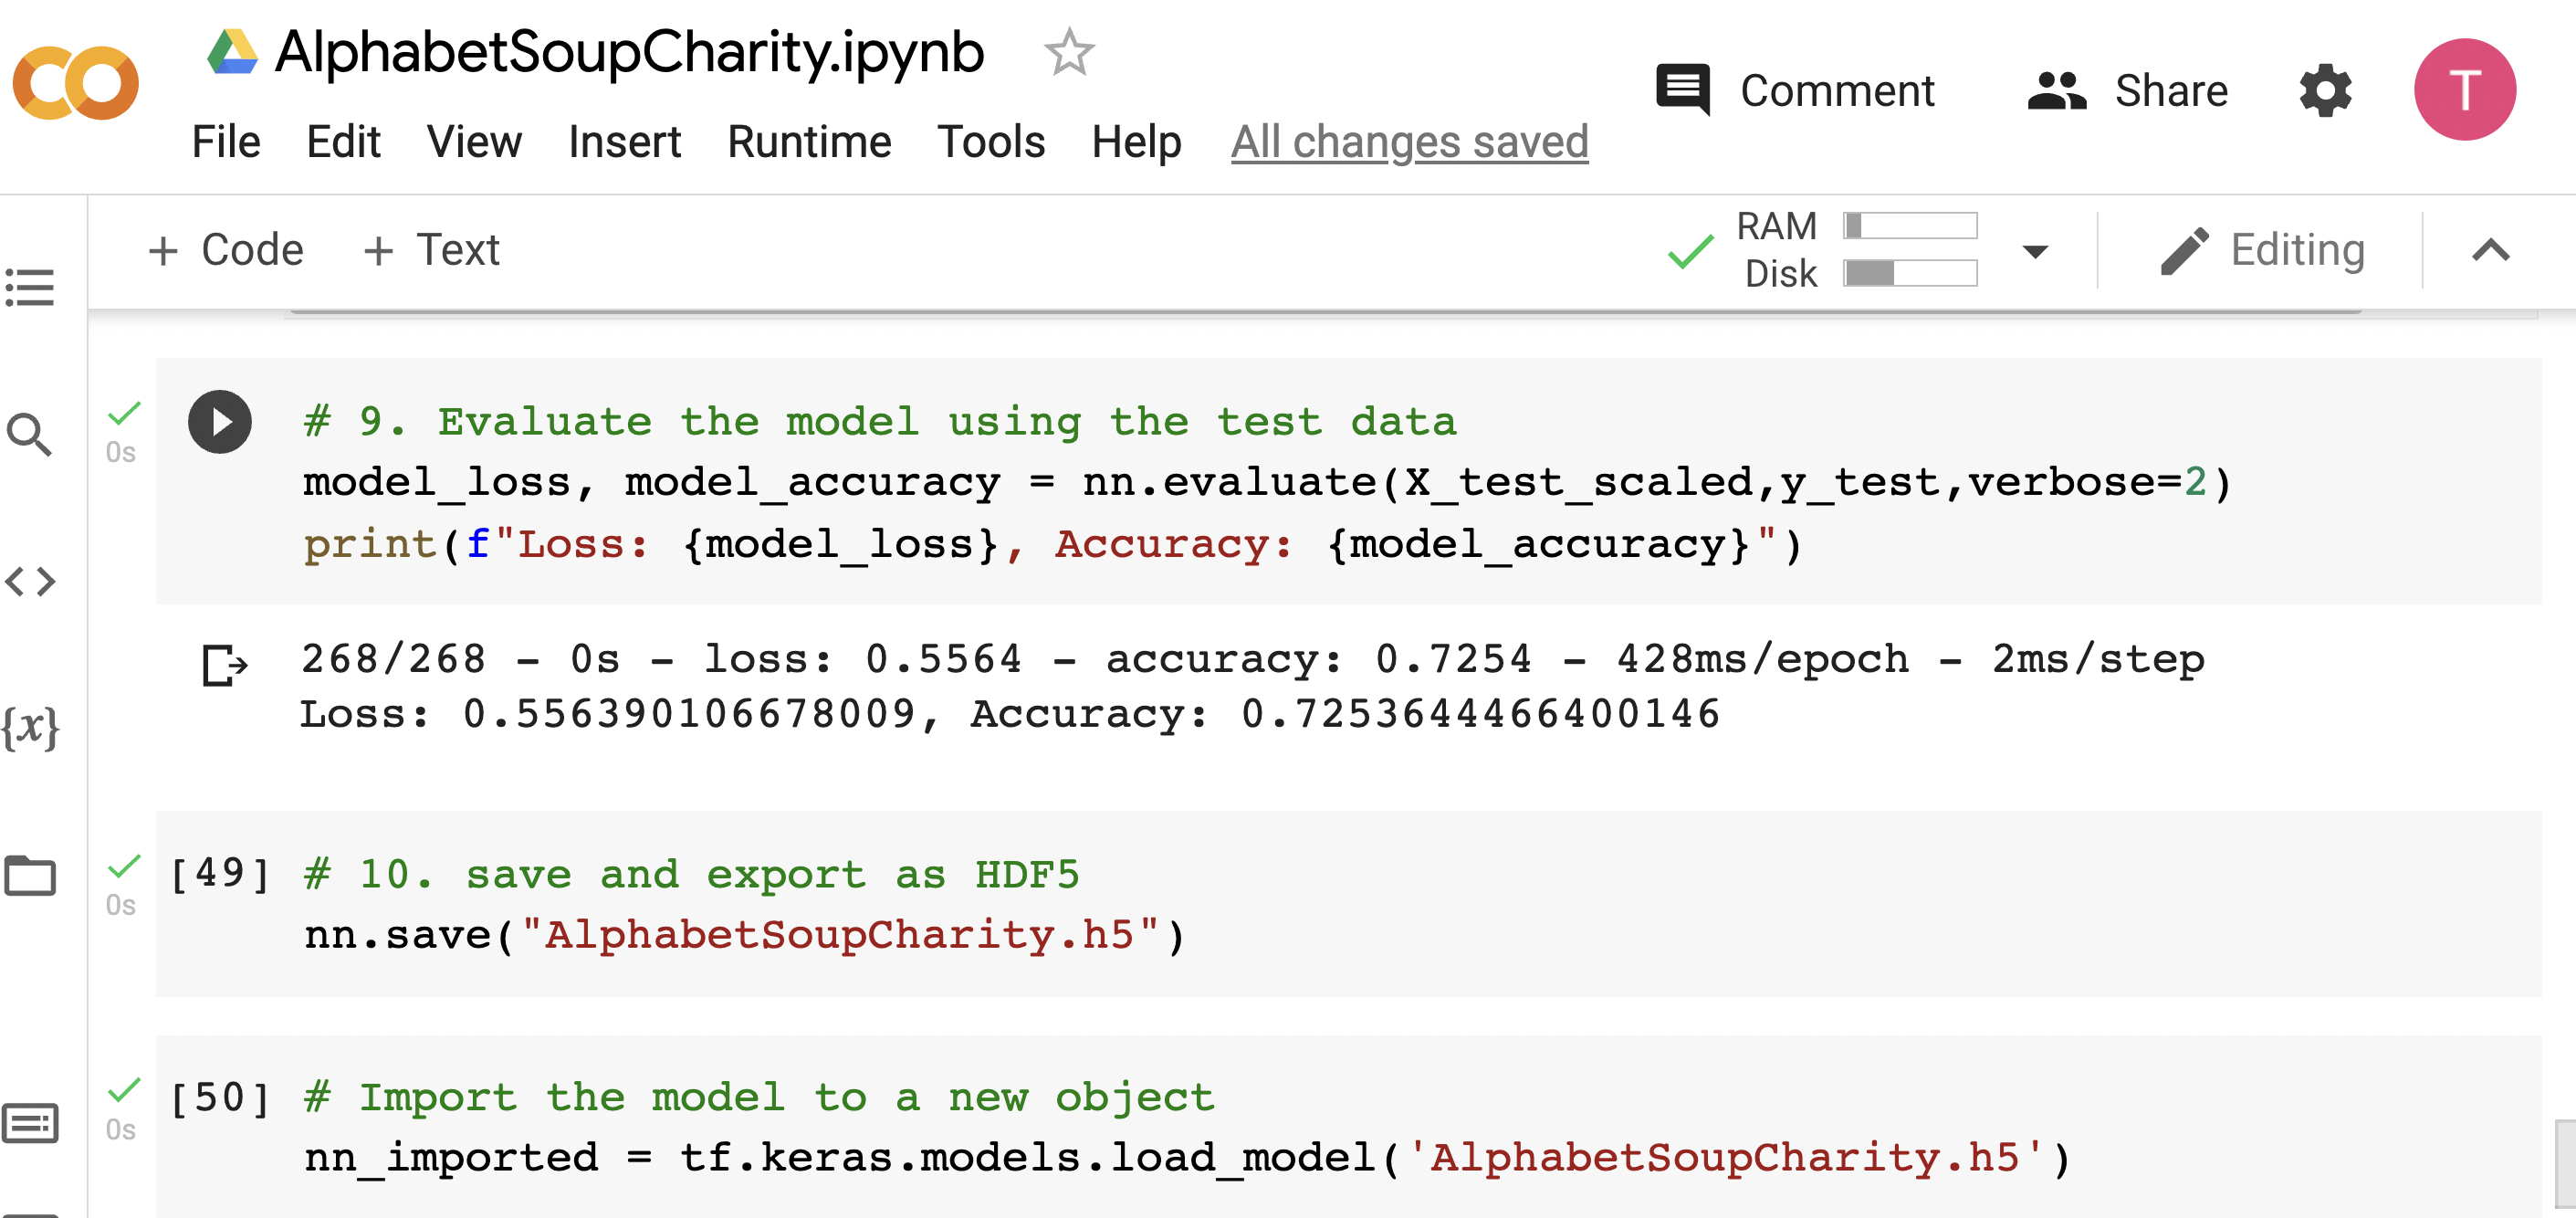 AlphabetSoupCharity.ipynb
Comment
Share
T
File Edit View Insert Runtime Tools Help All changes saved
+ Code + Text
RAM
Disk
Editing
0s
# 9. Evaluate the model using the test data
model_loss, model_accuracy = nn.evaluate(X_test_scaled,y_test,verbose=2)
print(f"Loss: {model_loss}, Accuracy: {model_accuracy}")
268/268 - 0s - loss: 0.5564 - accuracy: 0.7254 - 428ms/epoch - 2ms/step
Loss: 0.556390106678009, Accuracy: 0.7253644466400146
{x}
0s
[49] # 10. save and export as HDF5
nn.save("AlphabetSoupCharity.h5")
0s
[50] # Import the model to a new object
nn_imported = tf.keras.models.load_model('AlphabetSoupCharity.h5')